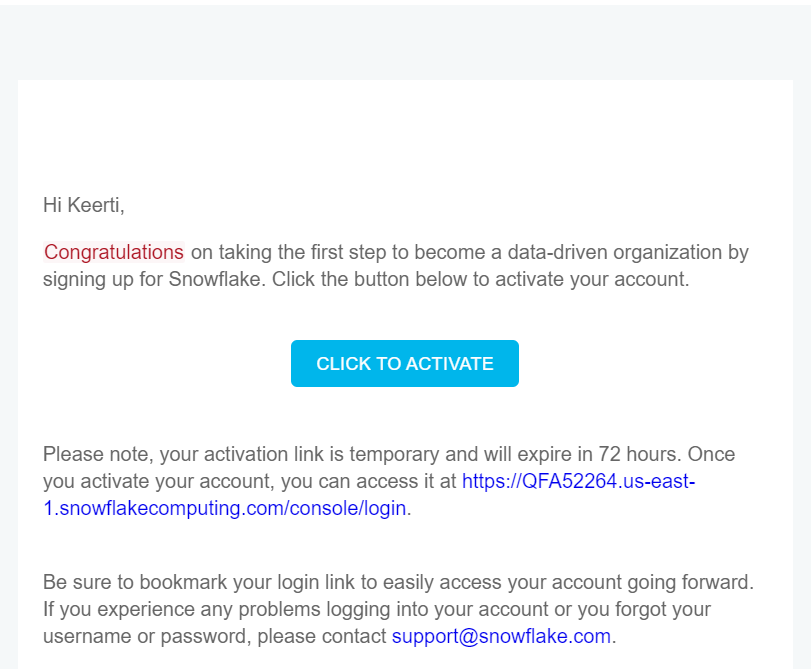 Hi Keerti,
Congratulations on taking the first step to become a data-driven organization by
signing up for Snowflake. Click the button below to activate your account.
CLICK TO ACTIVATE
Please note, your activation link is temporary and will expire in 72 hours. Once
you activate your account, you can access it at https://QFA52264.us-east-
1.snowflakecomputing.com/console/login.
Be sure to bookmark your login link to easily access your account going forward.
If you experience any problems logging into your account or you forgot your
username or password, please contact support@snowflake.com.